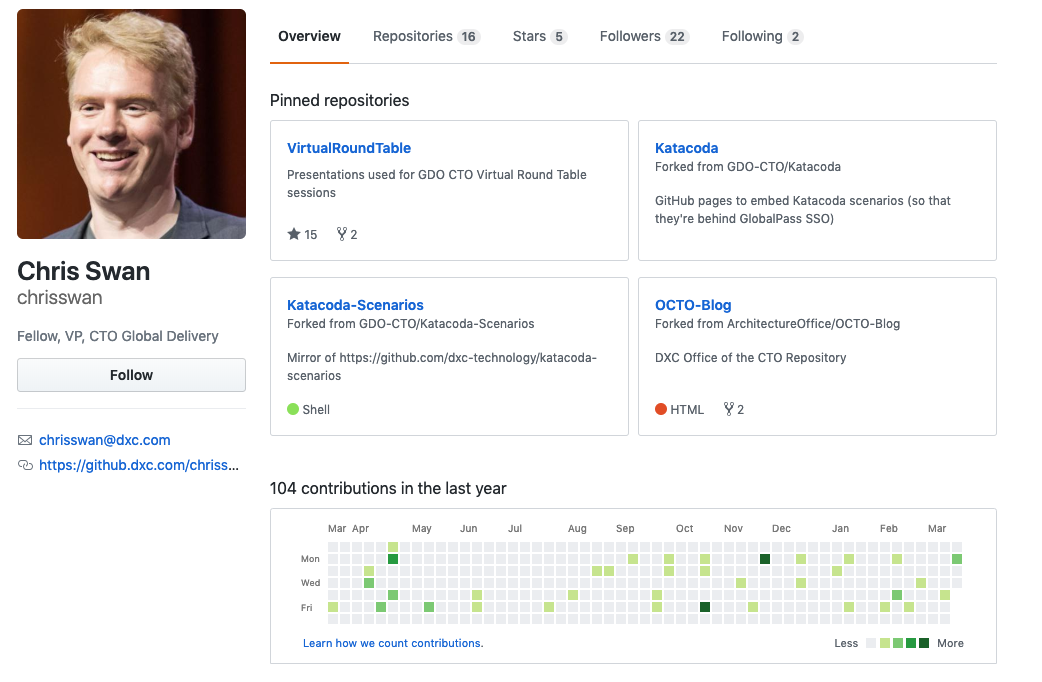 Overview Repositories 16 Stars 5 Followers 22 Following 2
Pinned repositories
VirtualRoundTable
Presentations used for GDO CTO Virtual Round Table
sessions
15 2
Katacoda
Forked from GDO-CTO/Katacoda
GitHub pages to embed Katacoda scenarios (so that
they're behind GlobalPass SSO)
Katacoda-Scenarios
Forked from GDO-CTO/Katacoda-Scenarios
Mirror of https://github.com/dxc-technology/katacoda-
scenarios
Shell
OCTO-Blog
Forked from ArchitectureOffice/OCTO-Blog
DXC Office of the CTO Repository
HTML 2
Chris Swan
chrisswan
Fellow, VP, CTO Global Delivery
Follow
chrisswan@dxc.com
https://github.dxc.com/chriss...
104 contributions in the last year
Mar Apr May Jun Jul Aug Sep Oct Nov Dec Jan Feb Mar
Mon
Wed
Fri
Learn how we count contributions.
Less More